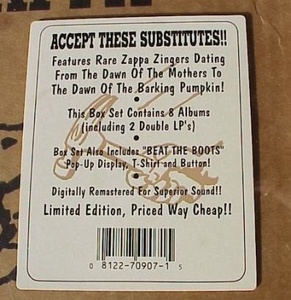 ACCEPT THESE SUBSTITUTES!!
Features Rare Zappa Zingers Dating
From The Dawn Of The Mothers To
The Dawn Of The Barking Pumpkin!
•
This Box Set Contains 8 Albums
(including 2 Double LP's)
•
Box Set Also Includes "BEAT THE BOOTS"
Pop-Up Display, T-Shirt and Button!
•
Digitally Remastered For Superior Sound!!
Limited Edition, Priced Way Cheap!!
0 8122-70907-1 5